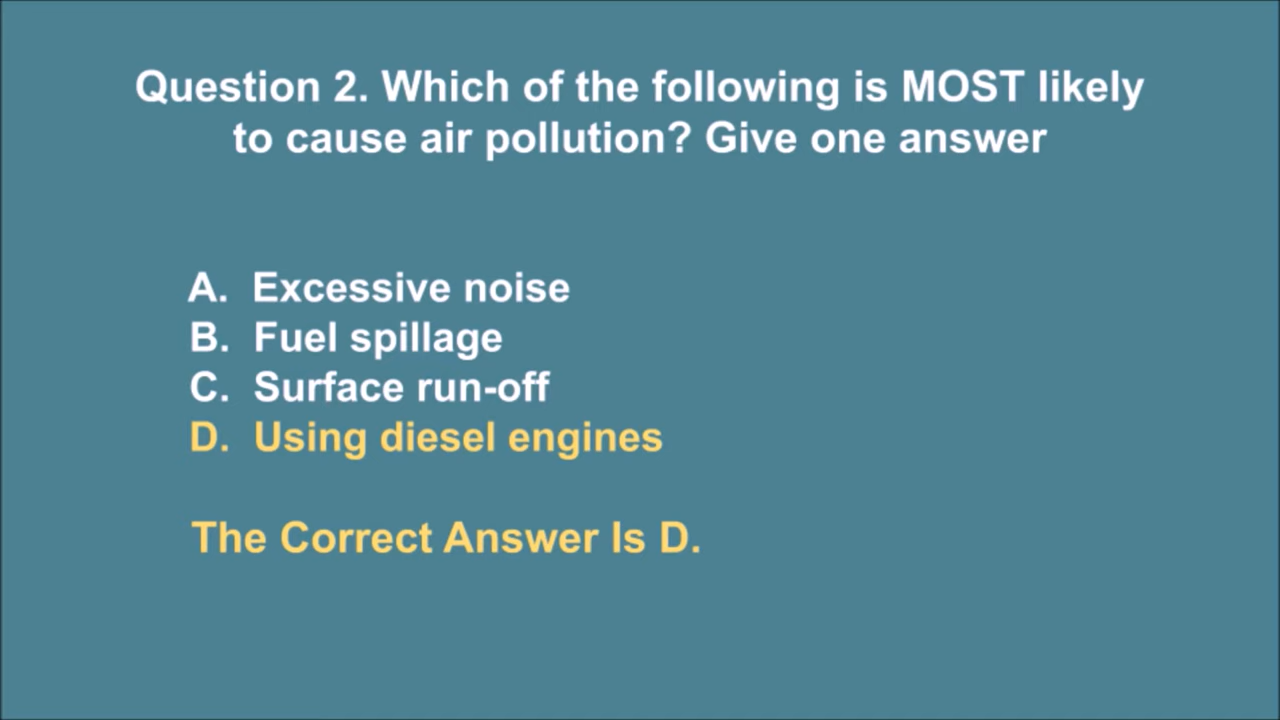 Question 2. Which of the following is MOST likely
to cause air pollution? Give one answer
A. Excessive noise
B. Fuel spillage
C. Surface run-off
D. Using diesel engines
The Correct Answer Is D.